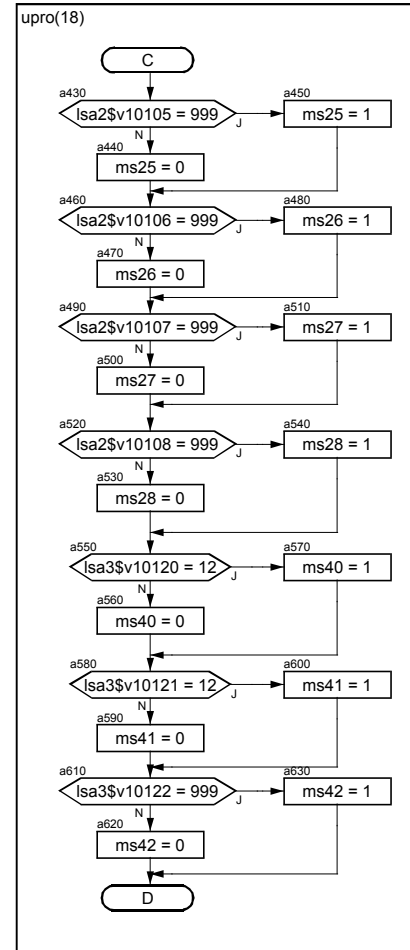 upro(18)
C
a430
lsa2$v10105 = 999
J
N
a450
ms25 = 1
a440
ms25 = 0
a460
lsa2$v10106 = 999
J
N
a480
ms26 = 1
a470
ms26 = 0
a490
lsa2$v10107 = 999
J
N
a510
ms27 = 1
a500
ms27 = 0
a520
lsa2$v10108 = 999
J
N
a540
ms28 = 1
a530
ms28 = 0
a550
lsa3$v10120 = 12
J
N
a570
ms40 = 1
a560
ms40 = 0
a580
lsa3$v10121 = 12
J
N
a600
ms41 = 1
a590
ms41 = 0
a610
lsa3$v10122 = 999
J
N
a630
ms42 = 1
a620
ms42 = 0
D